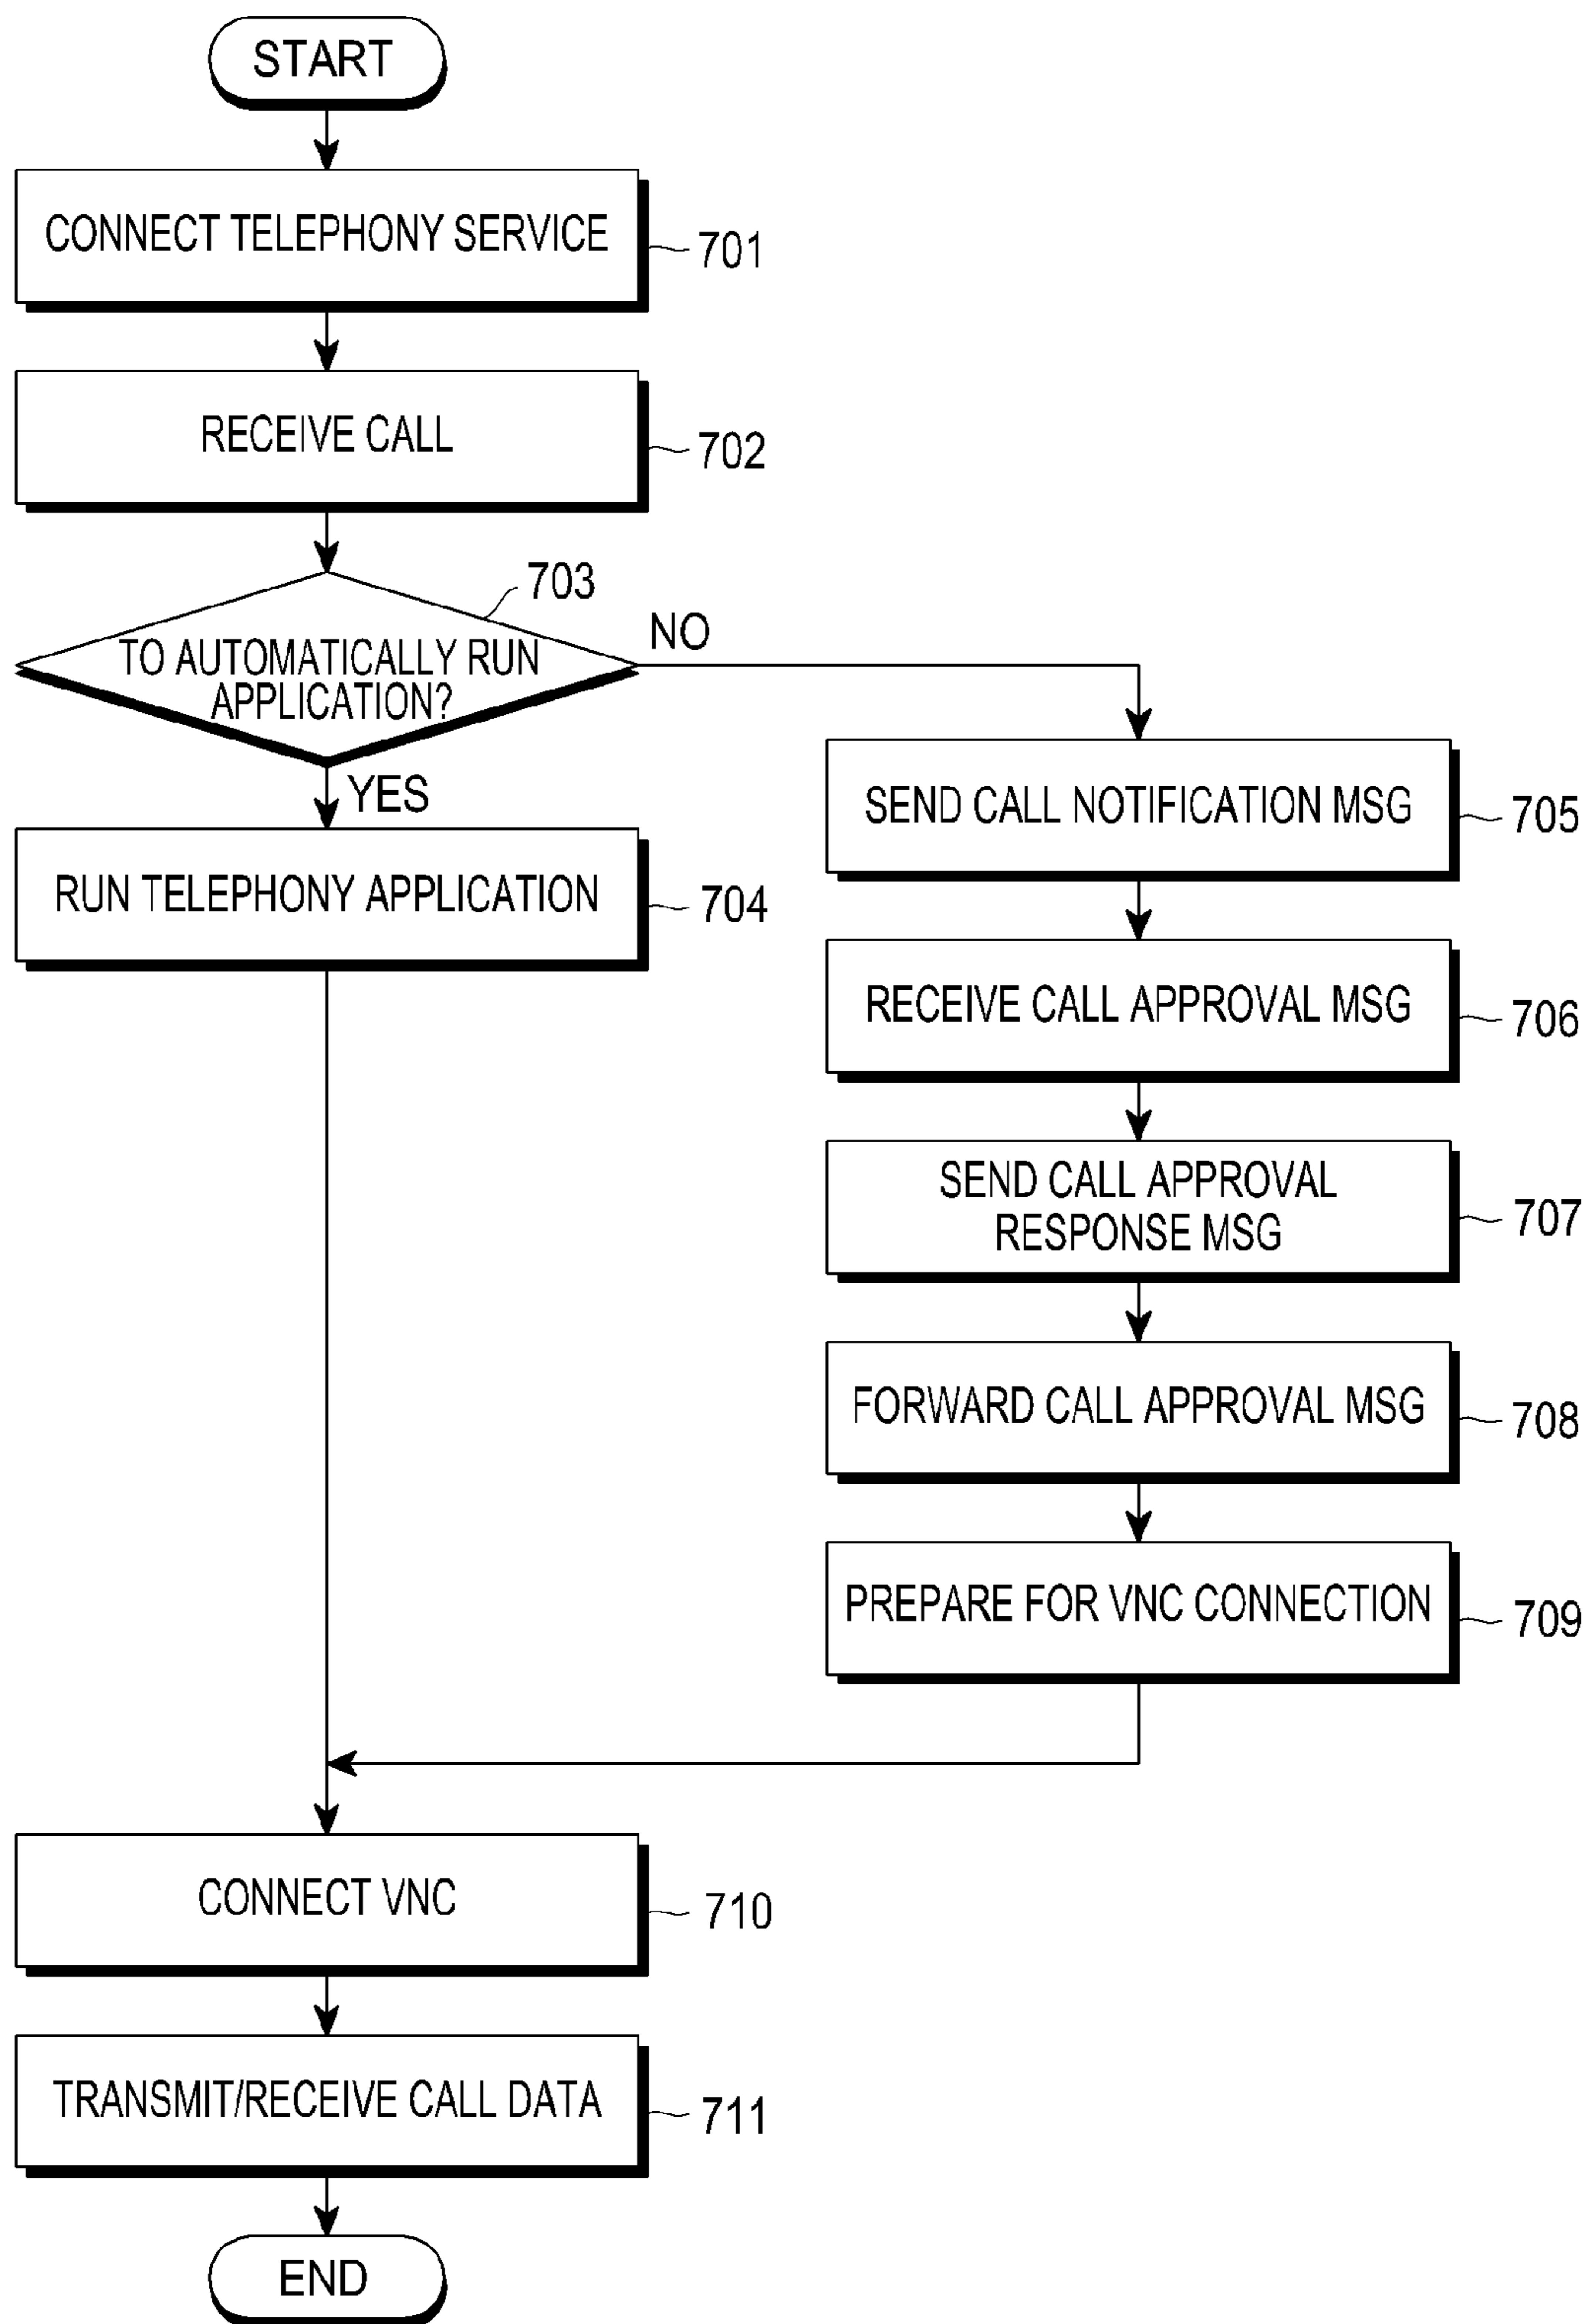 START
CONNECT TELEPHONY SERVICE
701
RECEIVE CALL
702
703
TO AUTOMATICALLY RUN
APPLICATION?
NO
YES
RUN TELEPHONY APPLICATION
704
SEND CALL NOTIFICATION MSG
705
RECEIVE CALL APPROVAL MSG
706
SEND CALL APPROVAL
RESPONSE MSG
707
FORWARD CALL APPROVAL MSG
708
PREPARE FOR VNC CONNECTION
709
CONNECT VNC
710
TRANSMIT/RECEIVE CALL DATA
711
END